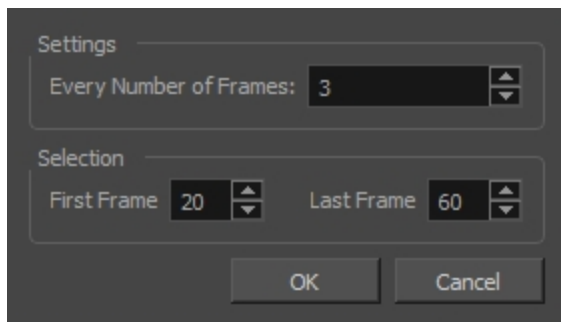 Settings
Every Number of Frames: 3
Selection
First Frame 20 Last Frame 60
OK Cancel